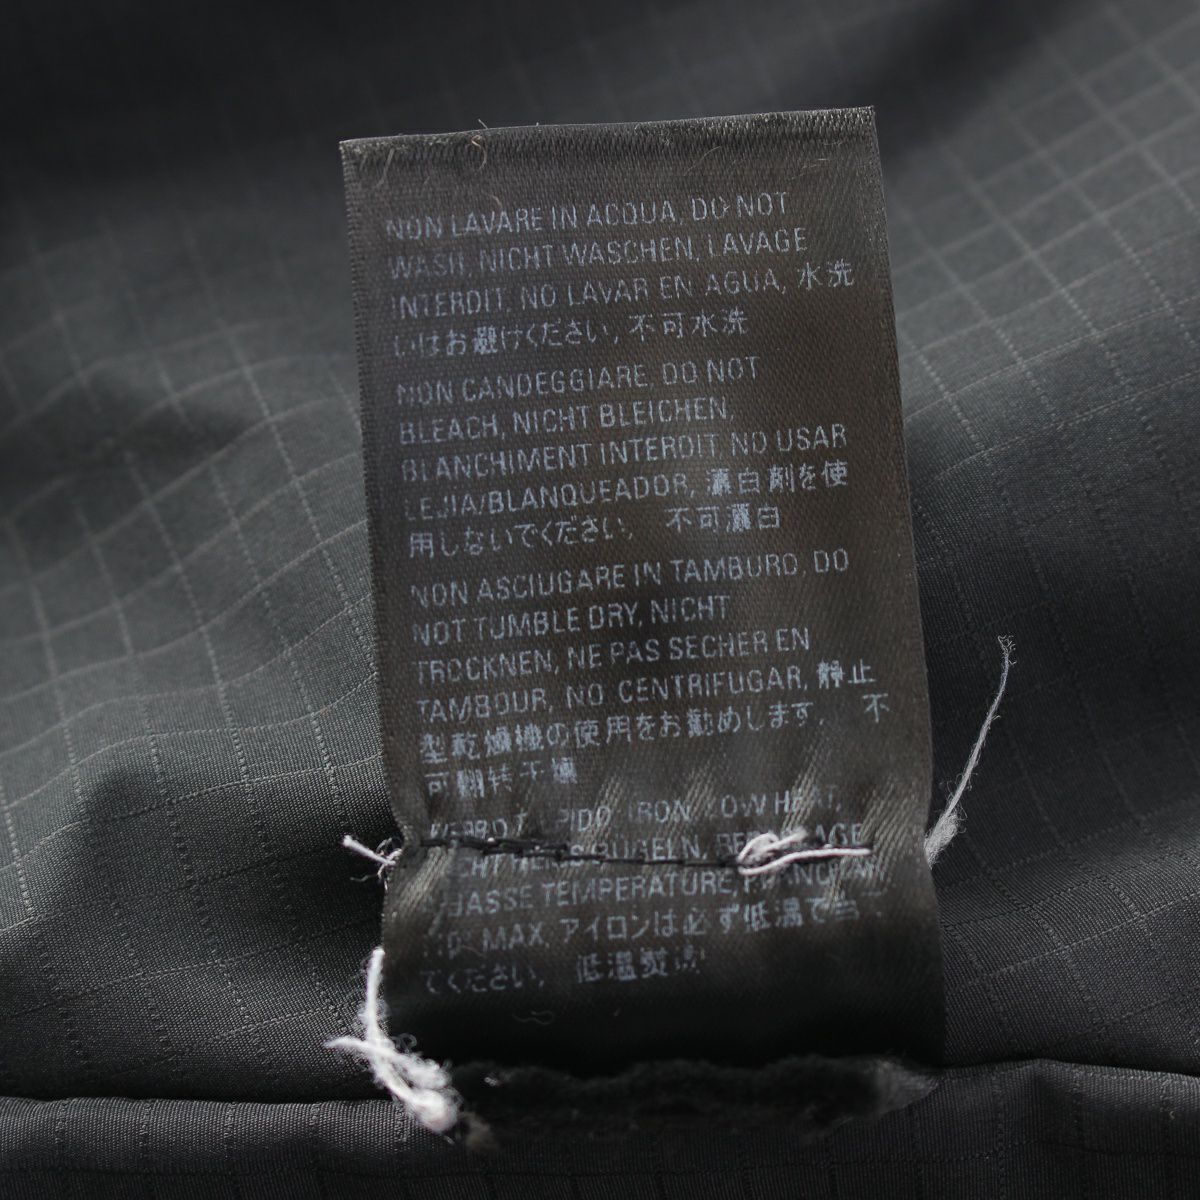 NON LAVARE IN ACQUA, DO NOT
WASH, NICHT WASCHEN, LAVAGE
INTERDIT, NO LAVAR EN AGUA, 水洗
いはお避けください, 不可水洗
NON CANDEGGIARE, DO NOT
BLEACH, NICHT BLEICHEN,
BLANCHIMENT INTERDIT, NO USAR
LEJIA/BLANQUEADOR, 漂白剤を使
用しないでください, 不可漂白
NON ASCIUGARE IN TAMBURO, DO
NOT TUMBLE DRY, NICHT
TROCKNEN, NE PAS SECHER EN
TAMBOUR, NO CENTRIFUGAR, 静止
型乾燥機の使用をお勧めします, 不
可翻转干燥
IRON LOW HEAT,
BÜGELN,
TEMPERATURE,
MAX, アイロンは必ず低温で
てください,